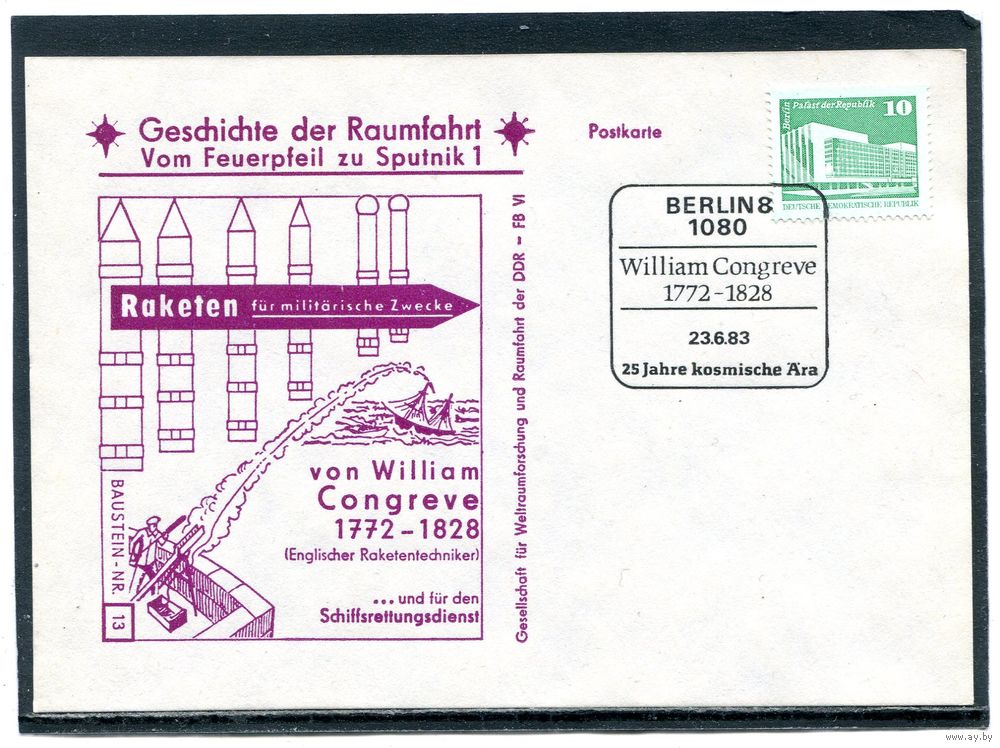 Geschichte der Raumfahrt
Vom Feuerpfeil zu Sputnik 1
Raketen für militärische Zwecke
von William
Congreve
1772-1828
(Englischer Raketentechniker)
...und für den
Schiffsrettungsdienst
BAUSTEIN-NR.
13
Gesellschaft für Weltraumforschung und Raumfahrt der DDR - FB VI
Postkarte
Berlin Palast der Republik 10
DEUTSCHE DEMOKRATISCHE REPUBLIK
BERLIN 8
1080
William Congreve
1772-1828
23.6.83
25 Jahre kosmische Ära
www.ay.by